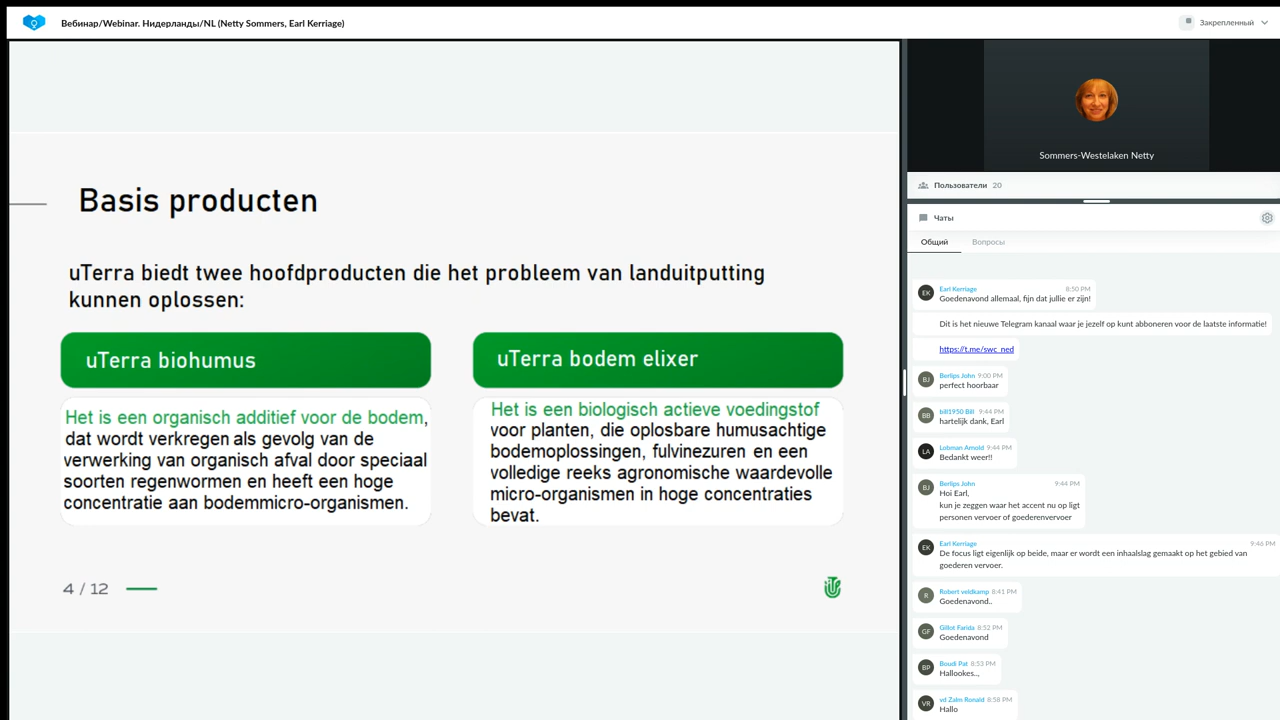 Вебинар/Webinar. Нидерланды/NL (Netty Sommers, Earl Kerriage)
Закрепленный
Basis producten
uTerra biedt twee hoofdproducten die het probleem van landuitputting
kunnen oplossen:
uTerra biohumus
Het is een organisch additief voor de bodem,
dat wordt verkregen als gevolg van de
verwerking van organisch afval door speciaal
soorten regenwormen en heeft een hoge
concentratie aan bodemmicro-organismen.
uTerra bodem elixer
Het is een biologisch actieve voedingstof
voor planten, die oplosbare humusachtige
bodemoplossingen, fulvinezuren en een
volledige reeks agronomische waardevolle
micro-organismen in hoge concentraties
bevat.
4 / 12
Sommers-Westelaken Netty
Пользователи 20
Чаты
Общий Вопросы
EK Earl Kerriage 8:50 PM
Goedenavond allemaal, fijn dat jullie er zijn!
Dit is het nieuwe Telegram kanaal waar je jezelf op kunt abboneren voor de laatste informatie!
https://t.me/swc_ned
BJ Berlips John 9:00 PM
perfect hoorbaar
BB bill1950 Bill 9:44 PM
hartelijk dank, Earl
LA Lobman Arnold 9:44 PM
Bedankt weer!!
BJ Berlips John 9:44 PM
Hoi Earl,
kun je zeggen waar het accent nu op ligt
personen vervoer of goederenvervoer
EK Earl Kerriage 9:46 PM
De focus ligt eigenlijk op beide, maar er wordt een inhaalslag gemaakt op het gebied van
goederen vervoer.
R Robert veldkamp 8:41 PM
Goedenavond..
GF Gillot Farida 8:52 PM
Goedenavond
BP Boudi Pat 8:53 PM
Hallookes...
VR vd Zalm Ronald 8:58 PM
Hallo